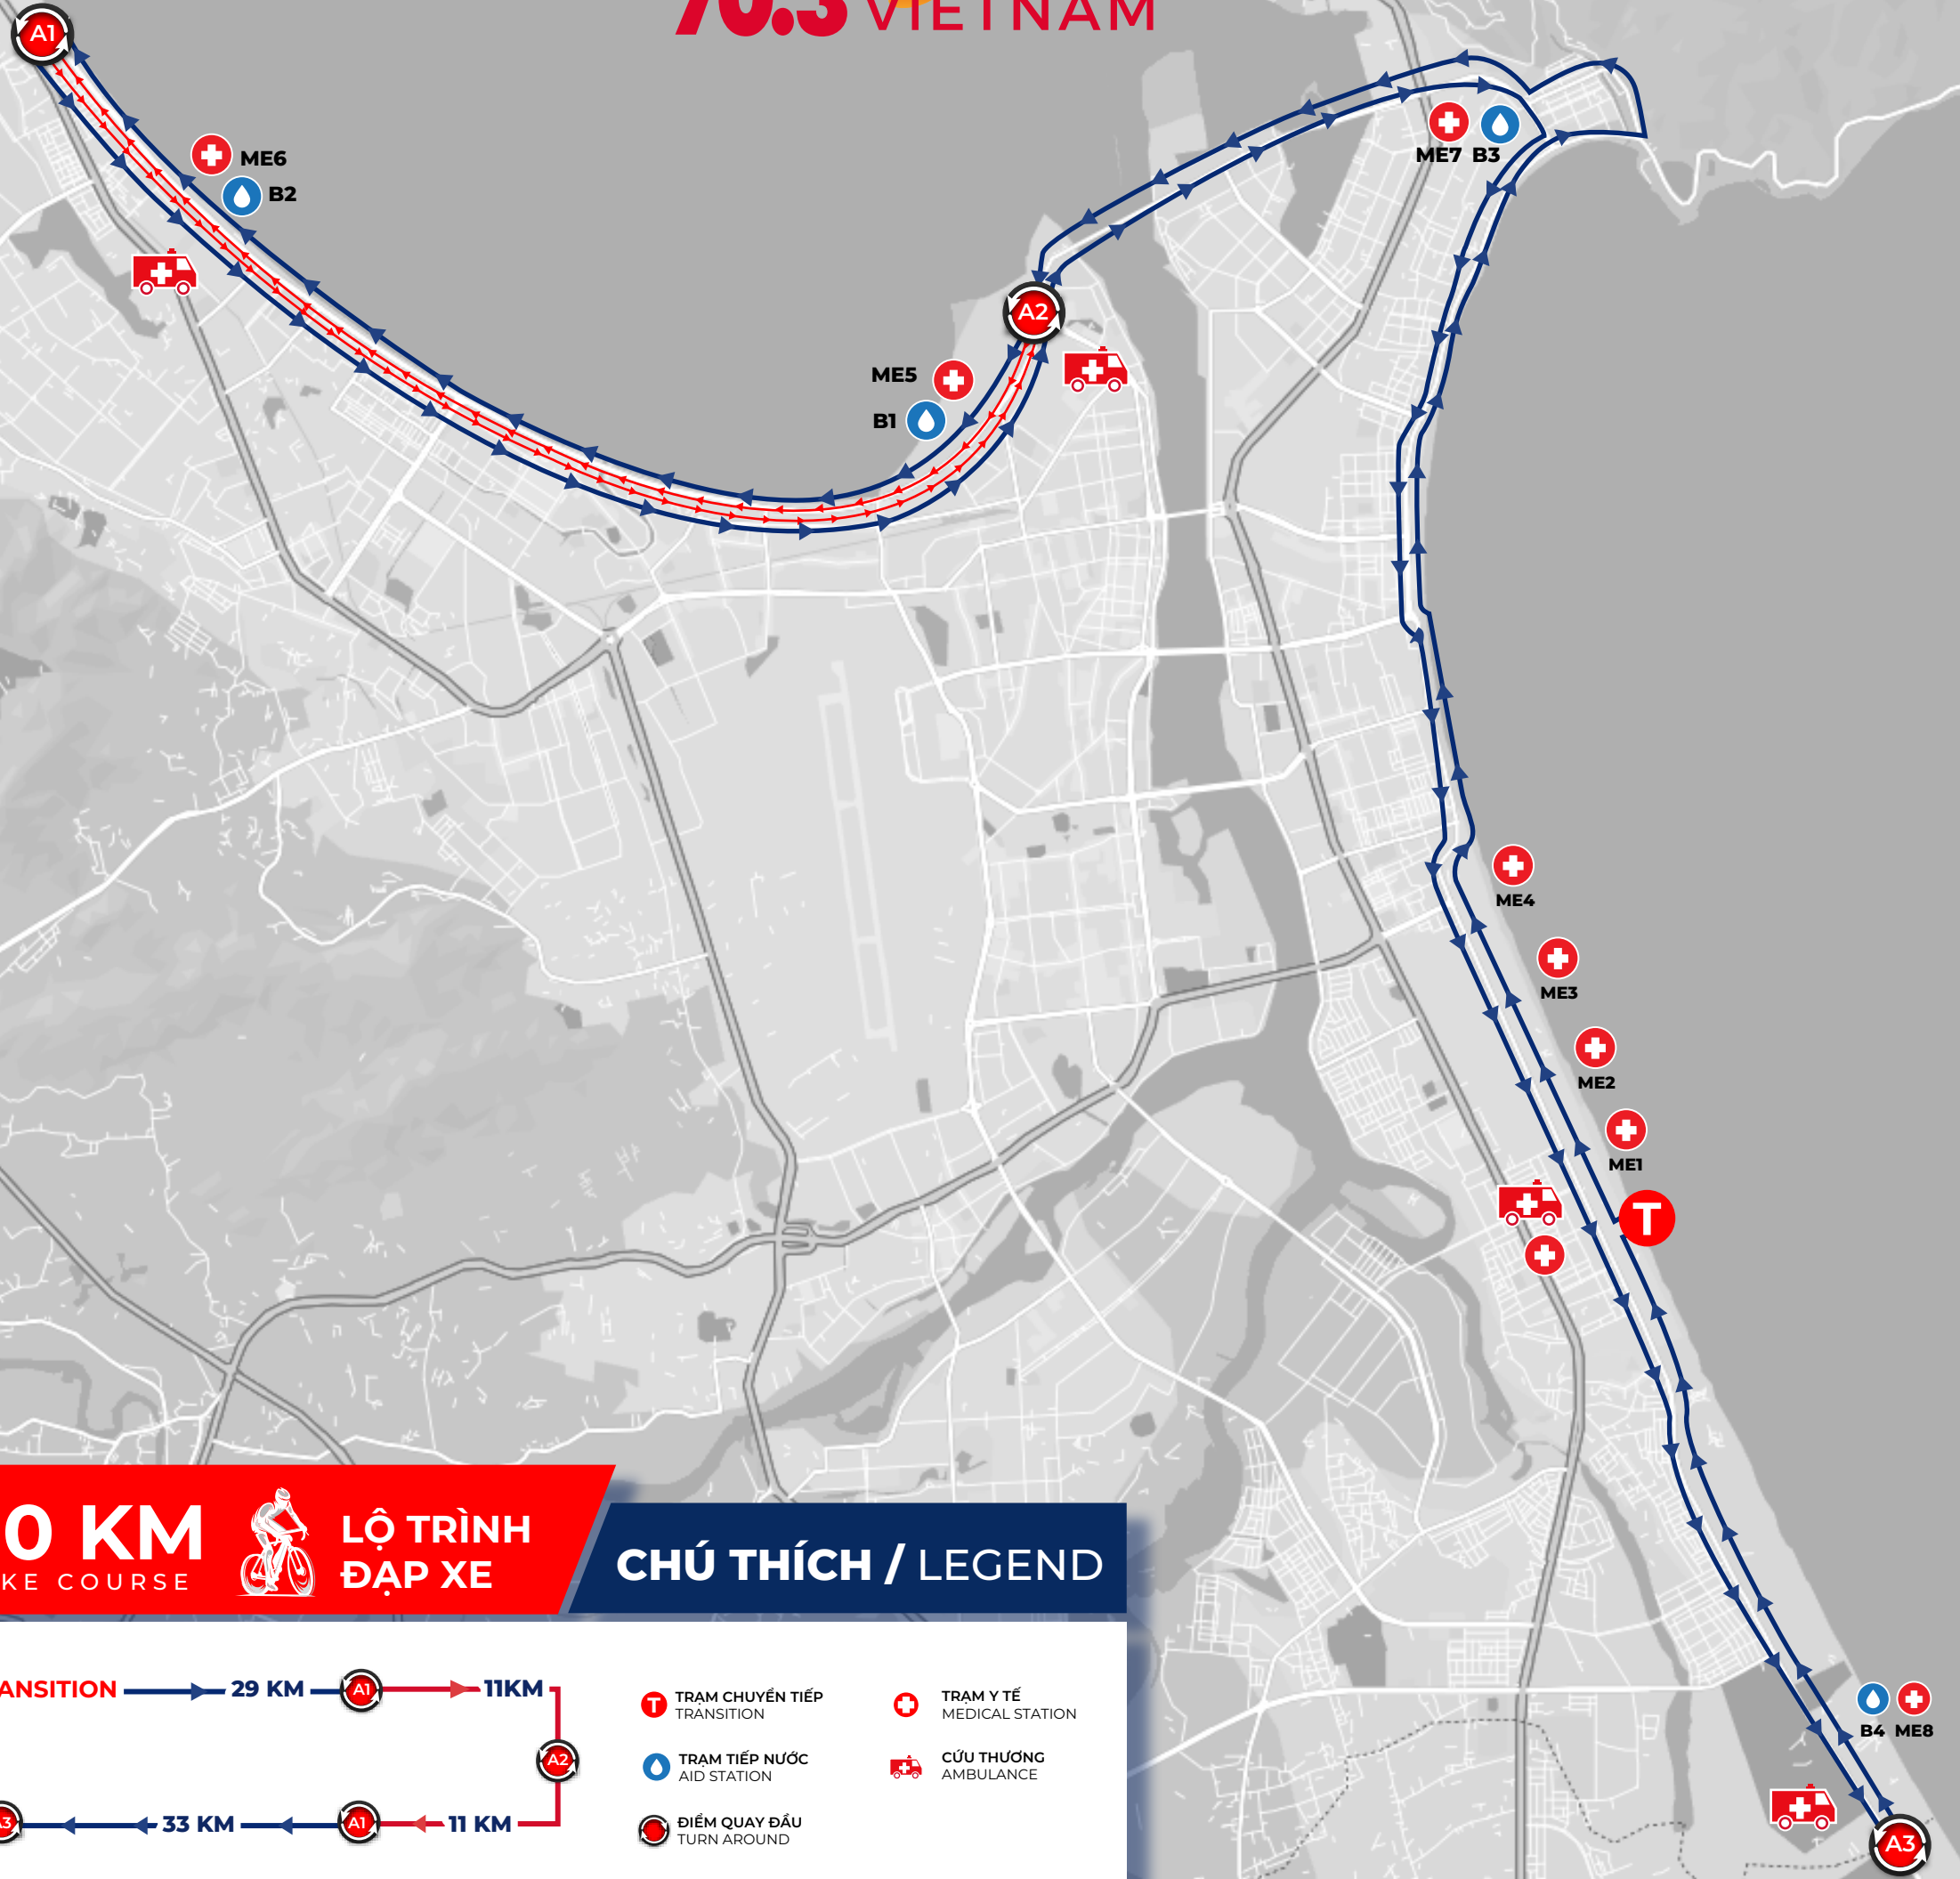 70.3 VIETNAM
A1
ME6
B2
ME7 B3
A2
ME5
B1
ME4
ME3
ME2
ME1
T
B4 ME8
A3
0 KM
KE COURSE
LỘ TRÌNH
ĐẠP XE
CHÚ THÍCH / LEGEND
ANSITION 29 KM A1 11KM
A2
A3 33 KM A1 11 KM
T TRẠM CHUYỂN TIẾP
TRANSITION
TRẠM Y TẾ
MEDICAL STATION
TRẠM TIẾP NƯỚC
AID STATION
CỨU THƯƠNG
AMBULANCE
ĐIỂM QUAY ĐẦU
TURN AROUND